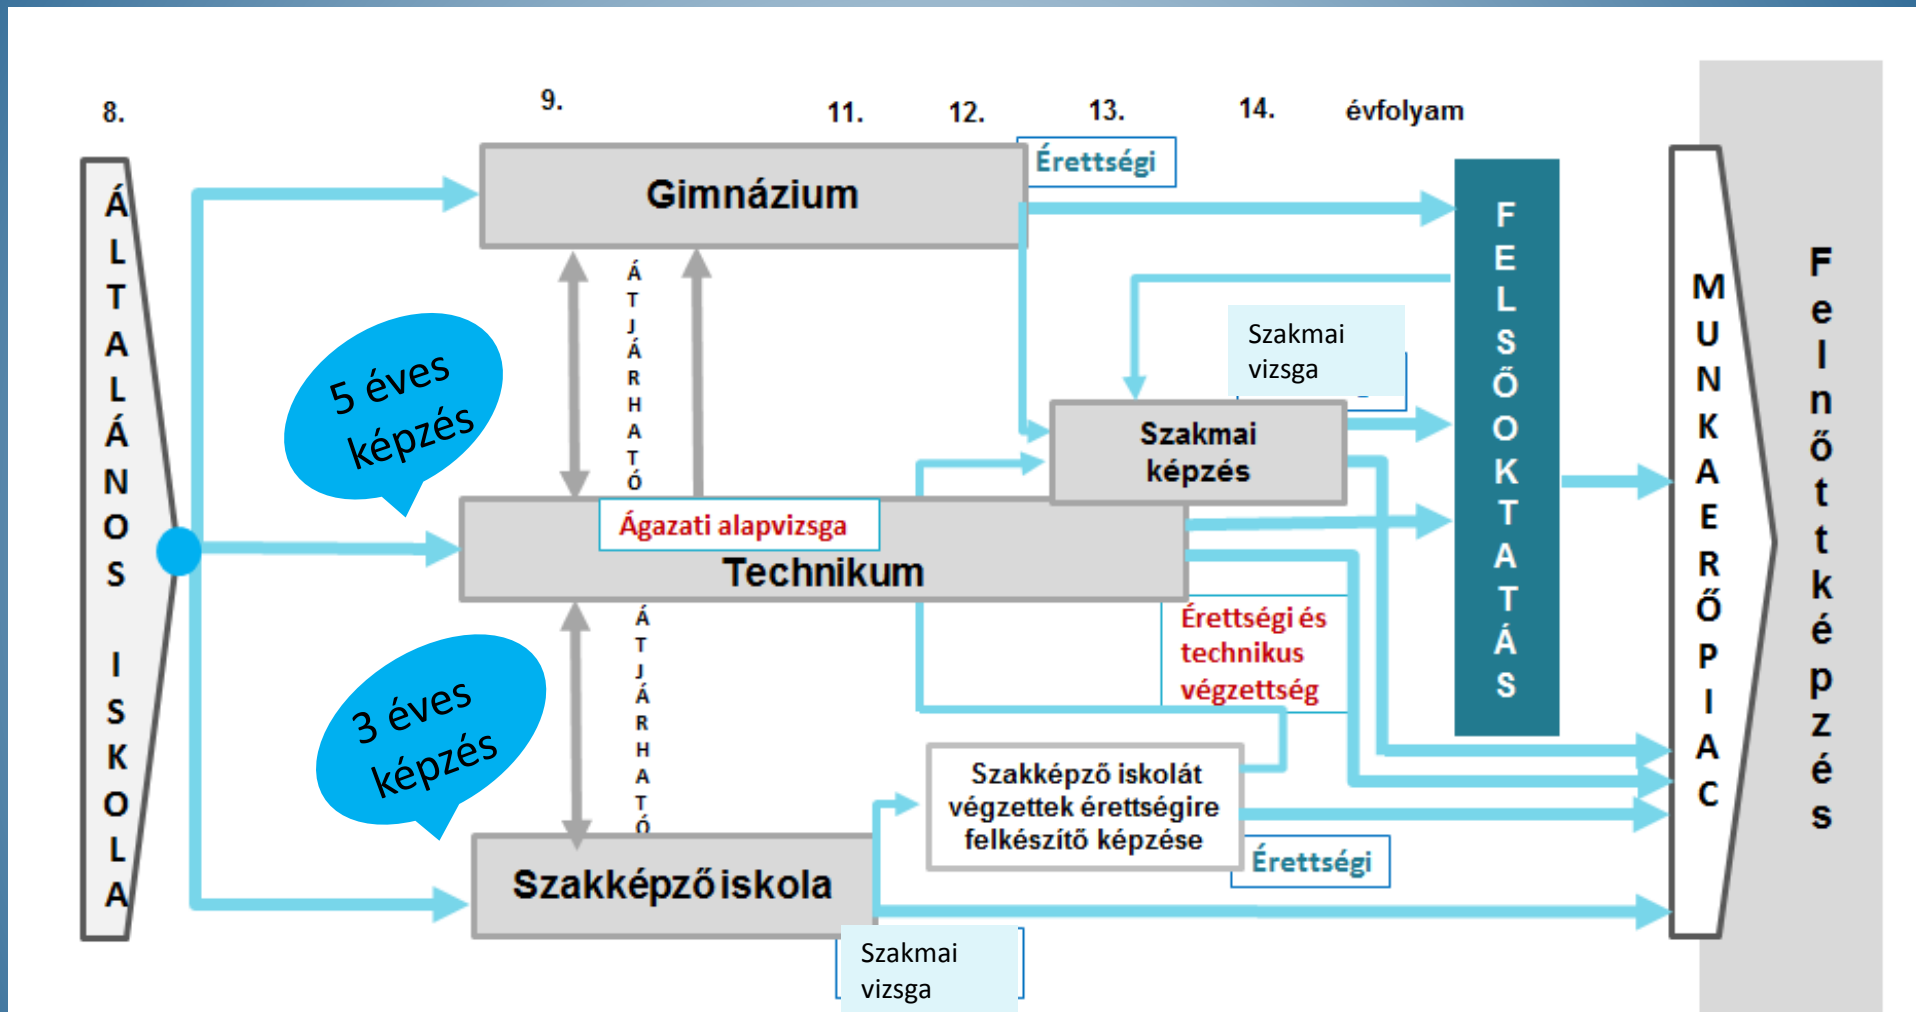 8.
9.
11.
12.
13.
14.
évfolyam
ÁLTALÁNOS ISKOLA
Gimnázium
Érettségi
ÁTJÁRHATÓ
5 éves
képzés
Szakmai
vizsga
Szakmai
képzés
Ágazati alapvizsga
Technikum
Érettségi és
technikus
végzettség
ÁTJÁRHATÓ
3 éves
képzés
Szakképző iskolát
végzettek érettségire
felkészítő képzése
Érettségi
Szakképző iskola
Szakmai
vizsga
FELSŐOKTATÁS
MUNKAERŐPIAC
Felnőttképzés